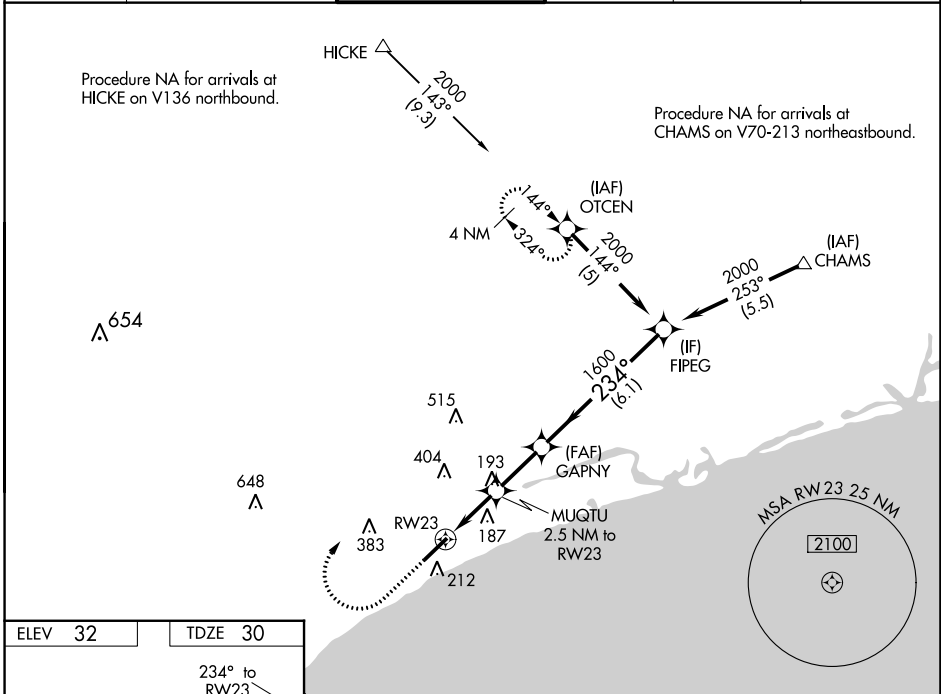 HICKE
Procedure NA for arrivals at
HICKE on V136 northbound.
2000
143°
(9.3)
Procedure NA for arrivals at
CHAMS on V70-213 northeastbound.
(IAF)
OTCEN
144°
4 NM
324°
2000
144°
(5)
(IAF)
CHAMS
2000
253°
(5.5)
654
(IF)
FIPEG
1600
234°
(6.1)
515
(FAF)
GAPNY
404
193
648
MUQTU
2.5 NM to
RW23
RW23
187
383
212
MSA RW23 25 NM
2100
ELEV 32
TDZE 30
234° to
RW23